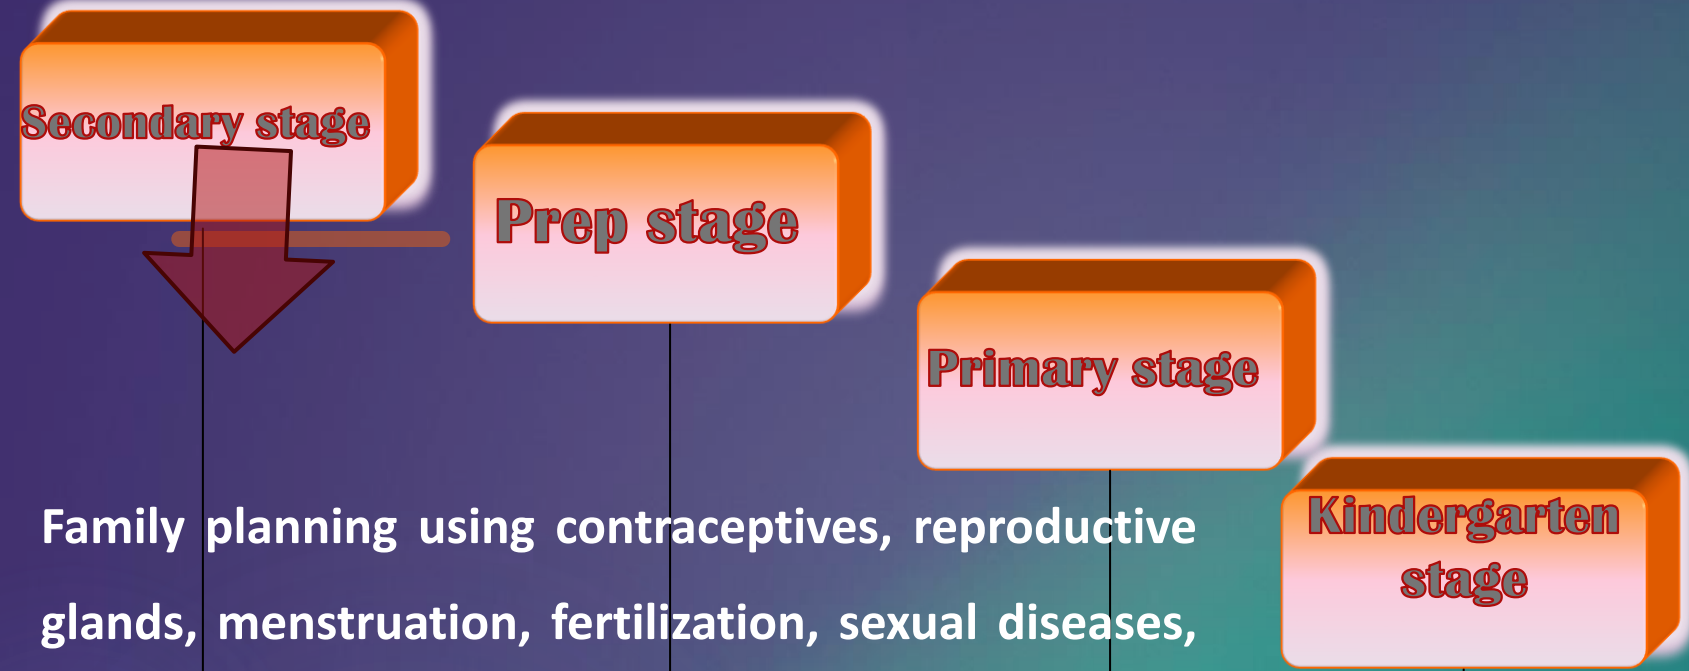 Secondary stage
Prep stage
Primary stage
Kindergarten
stage
Family planning using contraceptives, reproductive
glands, menstruation, fertilization, sexual diseases,